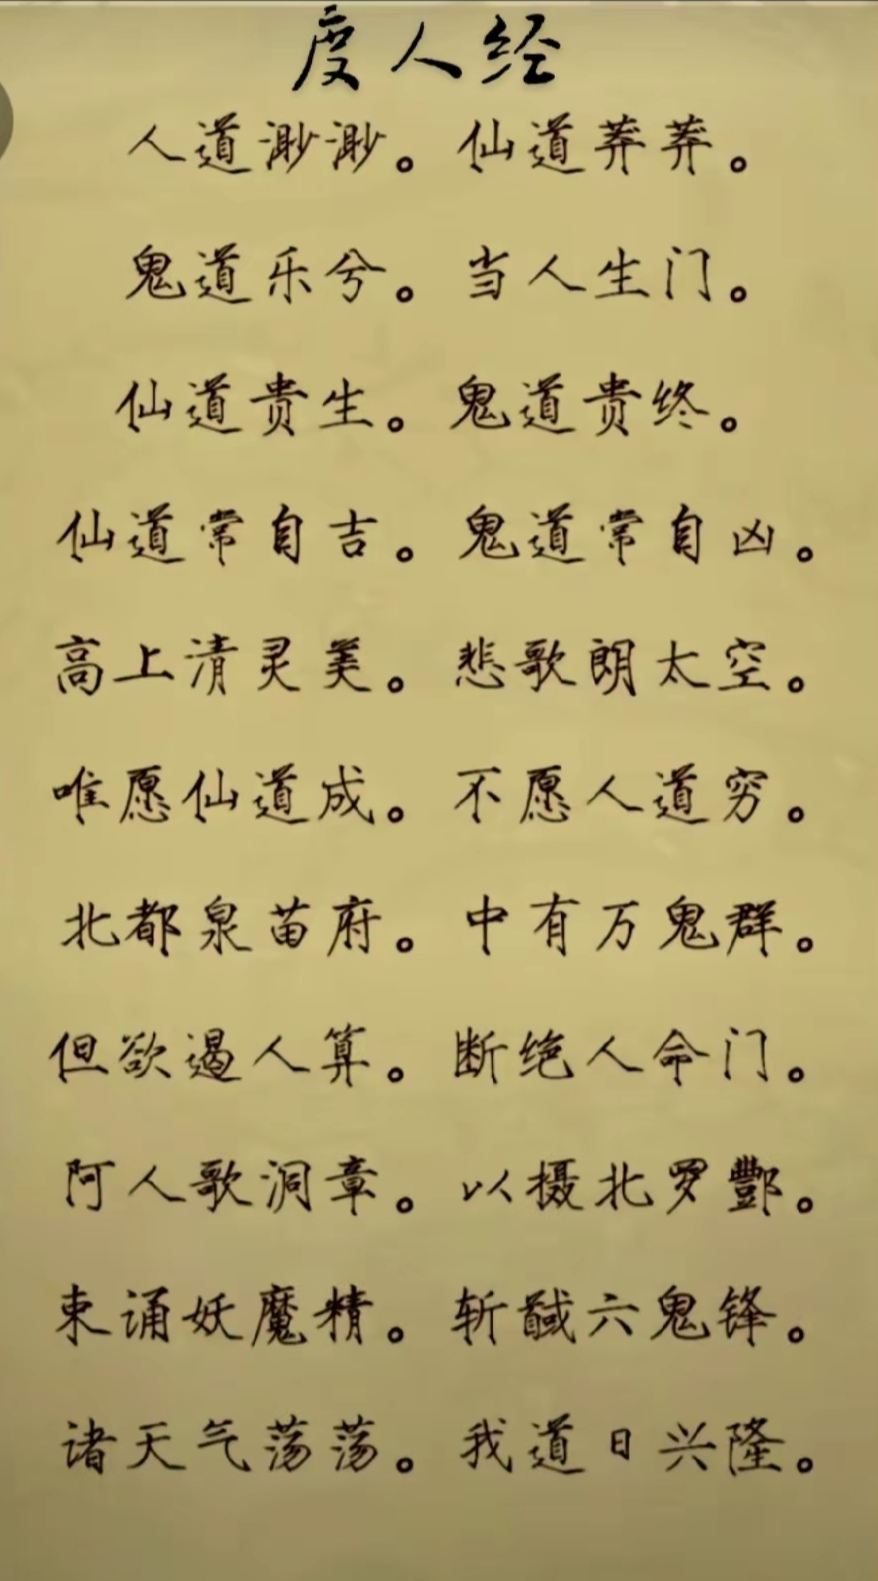 度人经
人道渺渺。仙道莽莽。
鬼道乐兮。当人生门。
仙道贵生。鬼道贵终。
仙道常自吉。鬼道常自凶。
高上清灵美。悲歌朗太空。
唯愿仙道成。不愿人道穷。
北都泉苗府。中有万鬼群。
但欲遏人算。断绝人命门。
阿人歌洞章。以摄北罗酆。
束诵妖魔精。斩馘六鬼锋。
诸天气荡荡。我道日兴隆。